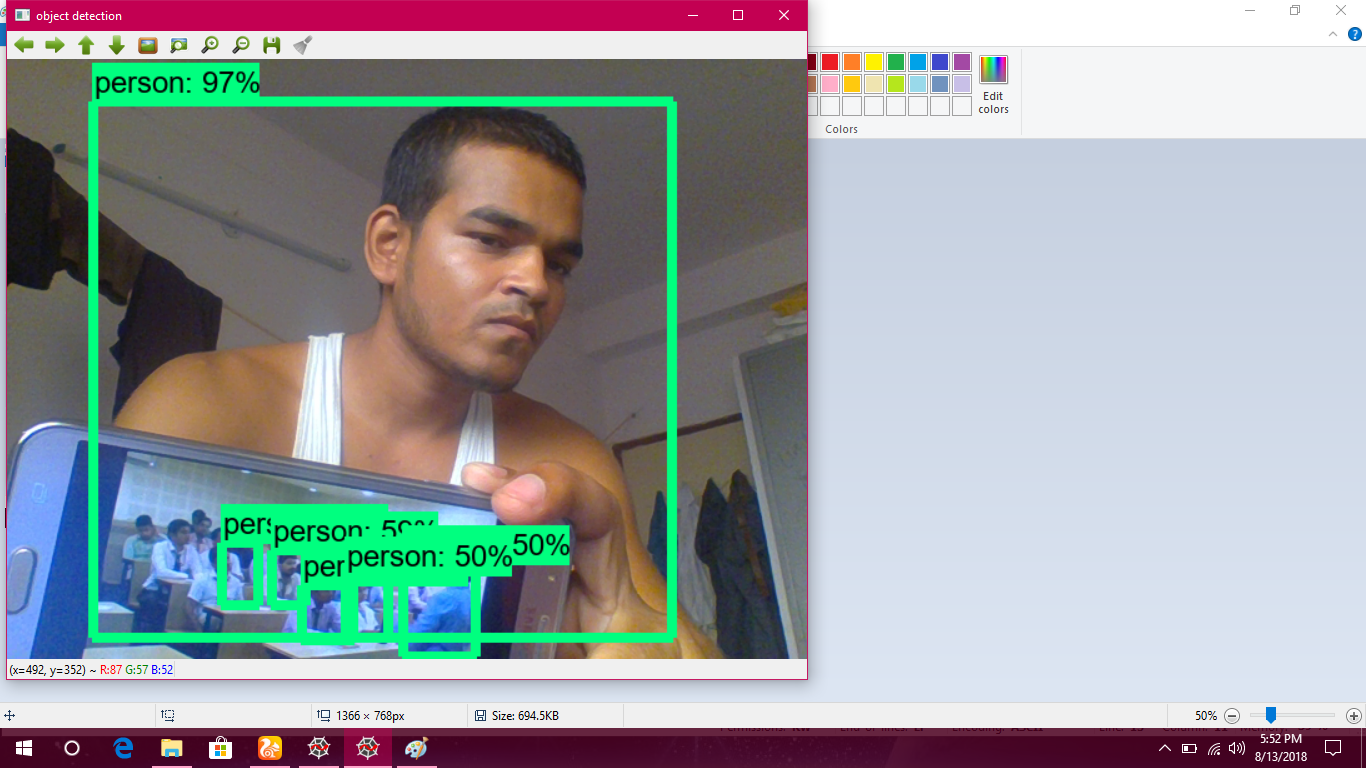 object detection
person: 97%
pers
person: 59%
50%
person: 50%
per
(x=492, y=352) ~ R:87 G:57 B:52
Edit
colors
Colors
1366 × 768px
Size: 694.5KB
50%
5:52 PM
8/13/2018